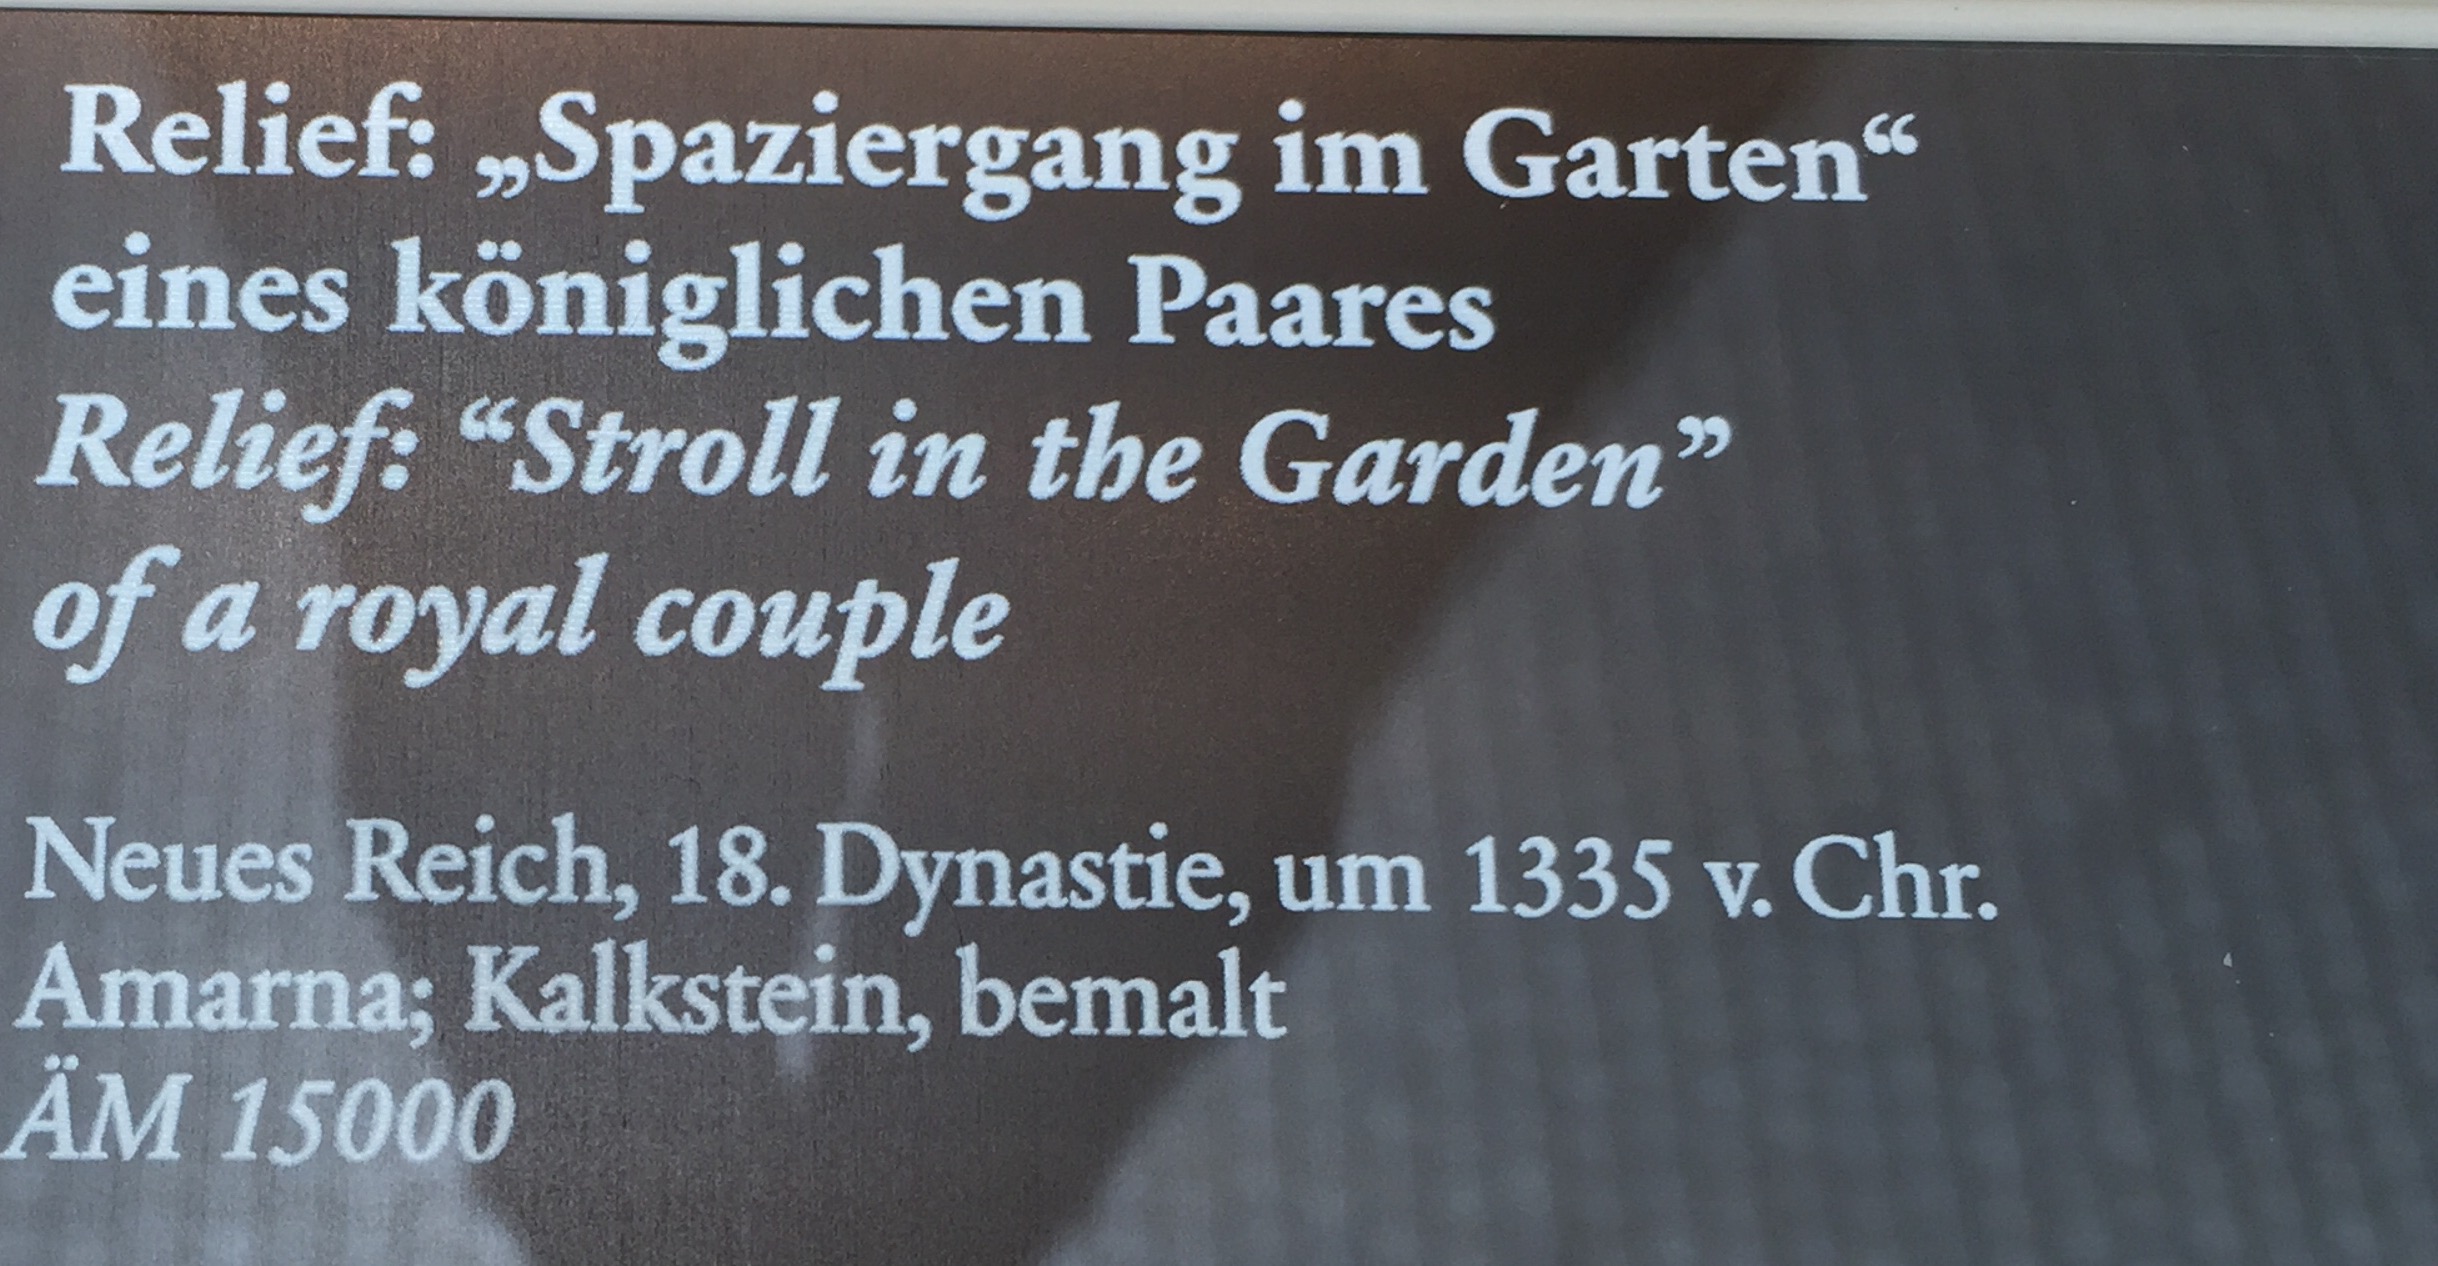 Relief: „Spaziergang im Garten“
eines königlichen Paares
Relief: “Stroll in the Garden”
of a royal couple
Neues Reich, 18. Dynastie, um 1335 v. Chr.
Amarna; Kalkstein, bemalt
ÄM 15000